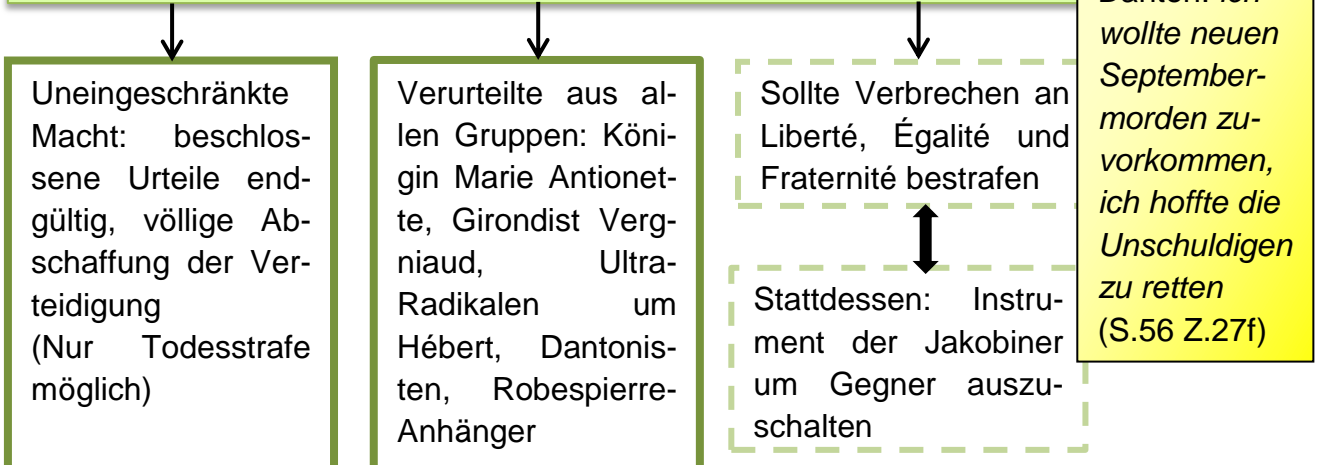 Uneingeschränkte
Macht: beschlos-
sene Urteile end-
gültig, völlige Ab-
schaffung der Ver-
teidigung
(Nur Todesstrafe
möglich)
Verurteilte aus al-
len Gruppen: Köni-
gin Marie Antionet-
te, Girondist Verg-
niaud, Ultra-
Radikalen um
Hébert, Dantonis-
ten, Robespierre-
Anhänger
Sollte Verbrechen an
Liberté, Égalité und
Fraternité bestrafen
Stattdessen: Instru-
ment der Jakobiner
um Gegner auszu-
schalten
Danton: Ich
wollte neuen
September-
morden zu-
vorkommen,
ich hoffte die
Unschuldigen
zu retten
(S.56 Z.27f)